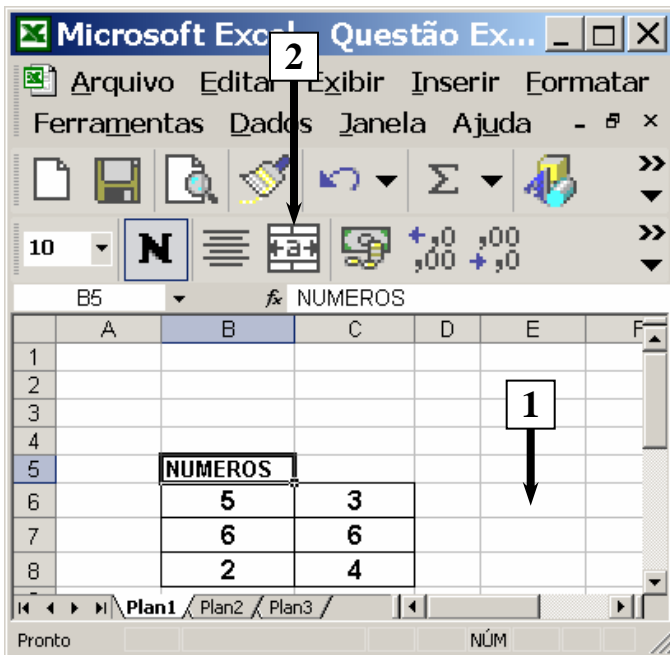 Microsoft Excel Questão Ex...
2
Arquivo Editar Exibir Inserir Formatar
Ferramentas Dados Janela Ajuda
Σ
10 N a ,0 ,00
,00 ,0
B5 fx NUMEROS
A B C D E F
1
2
3 1
4
5 NUMEROS
6 5 3
7 6 6
8 2 4
Plan1 Plan2 Plan3
Pronto NÚM